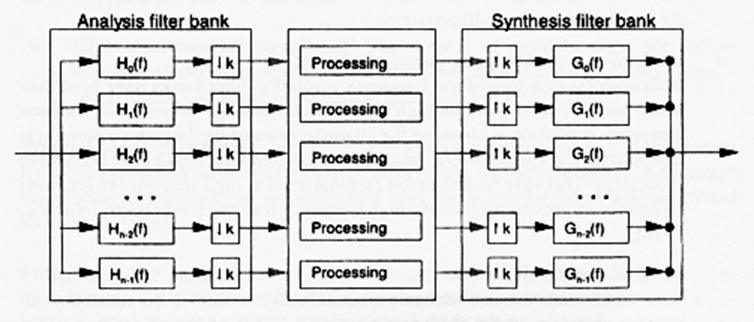 Analysis filter bank Synthesis filter bank
H₀(f) ↓k Processing ↑k G₀(f)
H₁(f) ↓k Processing ↑k G₁(f)
H₂(f) ↓k Processing ↑k G₂(f)
... ...
Hₙ₋₂(f) ↓k Processing ↑k Gₙ₋₂(f)
Hₙ₋₁(f) ↓k Processing ↑k Gₙ₋₁(f)